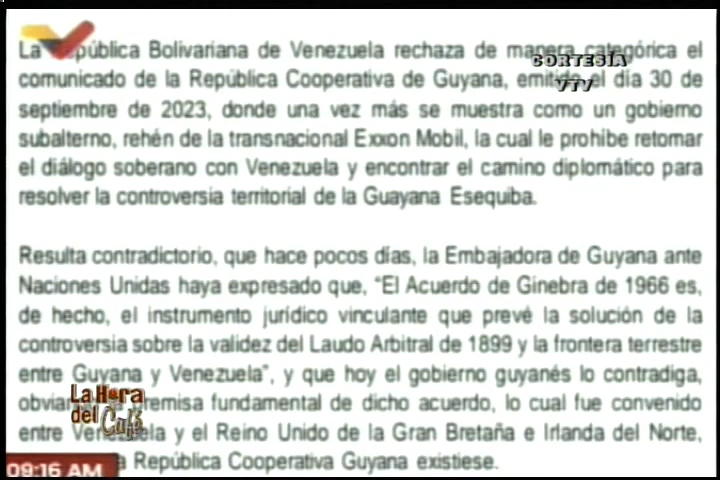 La República Bolivariana de Venezuela rechaza de manera categórica el
CORTESÍA
VTV
comunicado de la República Cooperativa de Guyana, emitido el día 30 de
septiembre de 2023, donde una vez más se muestra como un gobierno
subalterno, rehén de la transnacional Exxon Mobil, la cual le prohíbe retomar
el diálogo soberano con Venezuela y encontrar el camino diplomático para
resolver la controversia territorial de la Guayana Esequiba.
Resulta contradictorio, que hace pocos días, la Embajadora de Guyana ante
Naciones Unidas haya expresado que, "El Acuerdo de Ginebra de 1966 es,
de hecho, el instrumento jurídico vinculante que prevé la solución de la
controversia sobre la validez del Laudo Arbitral de 1899 y la frontera terrestre
entre Guyana y Venezuela", y que hoy el gobierno guyanés lo contradiga,
La Hora
del Café
fundamental de dicho acuerdo, lo cual fue convenido
entre Venezuela y el Reino Unido de la Gran Bretaña e Irlanda del Norte,
República Cooperativa Guyana existiese.
09:16 AM